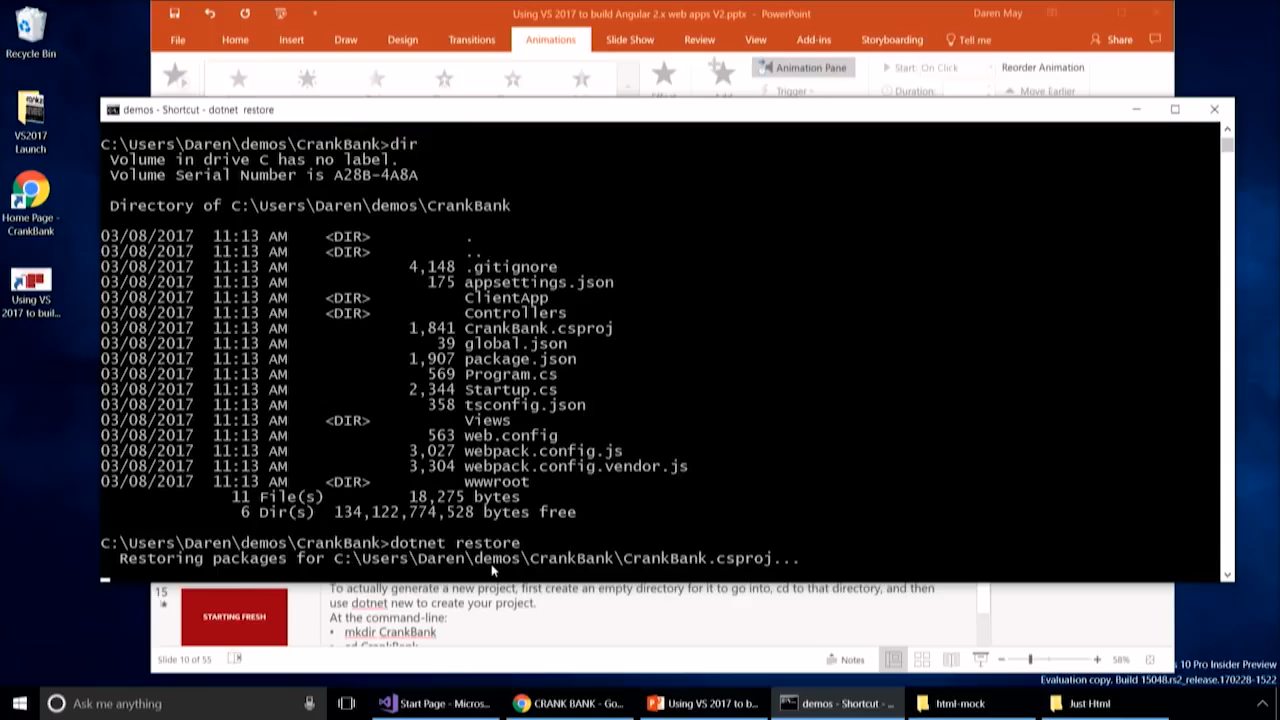 Recycle Bin
VS2017
Launch
Home Page -
CrankBank
Using VS
2017 to buil...
Using VS 2017 to build Angular 2.x web apps V2.pptx - PowerPoint
Daren May
File Home Insert Draw Design Transitions Animations Slide Show Review View Add-ins Storyboarding Tell me Share
Animation Pane Start: On Click Reorder Animation
Trigger Duration: Move Earlier
demos - Shortcut - dotnet restore
C:\Users\Daren\demos\CrankBank>dir
Volume in drive C has no label.
Volume Serial Number is A28B-4A8A
Directory of C:\Users\Daren\demos\CrankBank
03/08/2017 11:13 AM <DIR> .
03/08/2017 11:13 AM <DIR> ..
03/08/2017 11:13 AM 4,148 .gitignore
03/08/2017 11:13 AM 175 appsettings.json
03/08/2017 11:13 AM <DIR> ClientApp
03/08/2017 11:13 AM <DIR> Controllers
03/08/2017 11:13 AM 1,841 CrankBank.csproj
03/08/2017 11:13 AM 39 global.json
03/08/2017 11:13 AM 1,907 package.json
03/08/2017 11:13 AM 569 Program.cs
03/08/2017 11:13 AM 2,344 Startup.cs
03/08/2017 11:13 AM 358 tsconfig.json
03/08/2017 11:13 AM <DIR> Views
03/08/2017 11:13 AM 563 web.config
03/08/2017 11:13 AM 3,027 webpack.config.js
03/08/2017 11:13 AM 3,304 webpack.config.vendor.js
03/08/2017 11:13 AM <DIR> wwwroot
11 File(s) 18,275 bytes
6 Dir(s) 134,122,774,528 bytes free
C:\Users\Daren\demos\CrankBank>dotnet restore
Restoring packages for C:\Users\Daren\demos\CrankBank\CrankBank.csproj...
15
STARTING FRESH
To actually generate a new project, first create an empty directory for it to go into, cd to that directory, and then
use dotnet new to create your project.
At the command-line:
• mkdir CrankBank
Slide 10 of 55
Notes
58%
s 10 Pro Insider Preview
Evaluation copy. Build 15048.rs2_release.170228-1522
Ask me anything
Start Page - Micros...
CRANK BANK - Go...
Using VS 2017 to b...
demos - Shortcut - ...
html-mock
Just Html